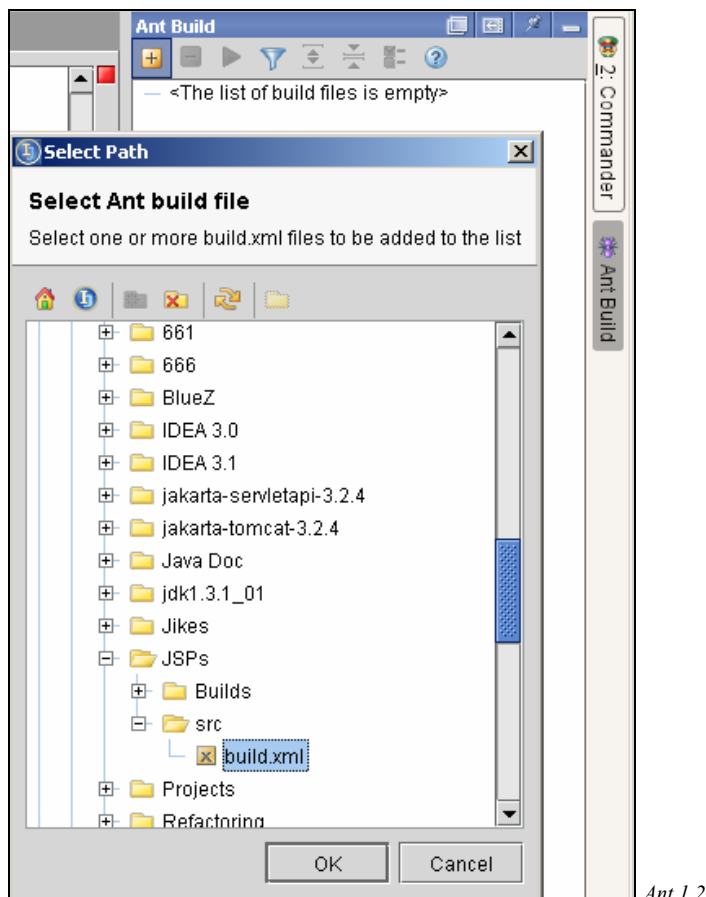 Ant Build
<The list of build files is empty>
2: Commander
Ant Build
Select Path
Select Ant build file
Select one or more build.xml files to be added to the list
661
666
BlueZ
IDEA 3.0
IDEA 3.1
jakarta-servletapi-3.2.4
jakarta-tomcat-3.2.4
Java Doc
jdk1.3.1_01
Jikes
JSPs
Builds
src
build.xml
Projects
Refactoring
OK Cancel
Ant 1.2